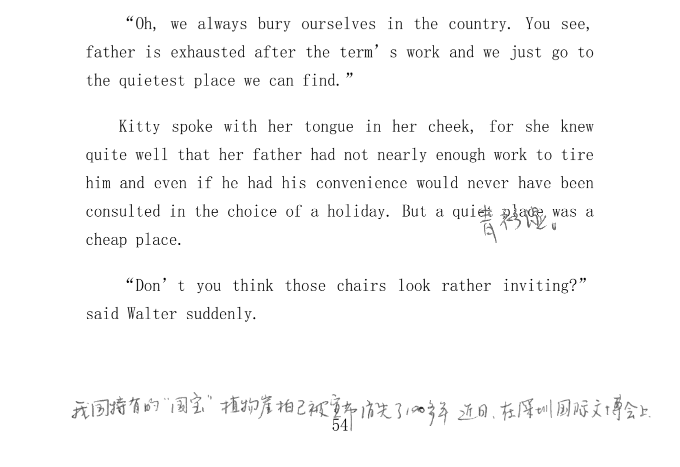 “Oh, we always bury ourselves in the country. You see,
father is exhausted after the term’s work and we just go to
the quietest place we can find.”
Kitty spoke with her tongue in her cheek, for she knew
quite well that her father had not nearly enough work to tire
him and even if he had his convenience would never have been
consulted in the choice of a holiday. But a quiet place was a
cheap place.
“Don’t you think those chairs look rather inviting?”
said Walter suddenly.
我国特有的“国宝”植物崖柏已被宣布消失了100多年 近日,在深圳国际文博会上.
54